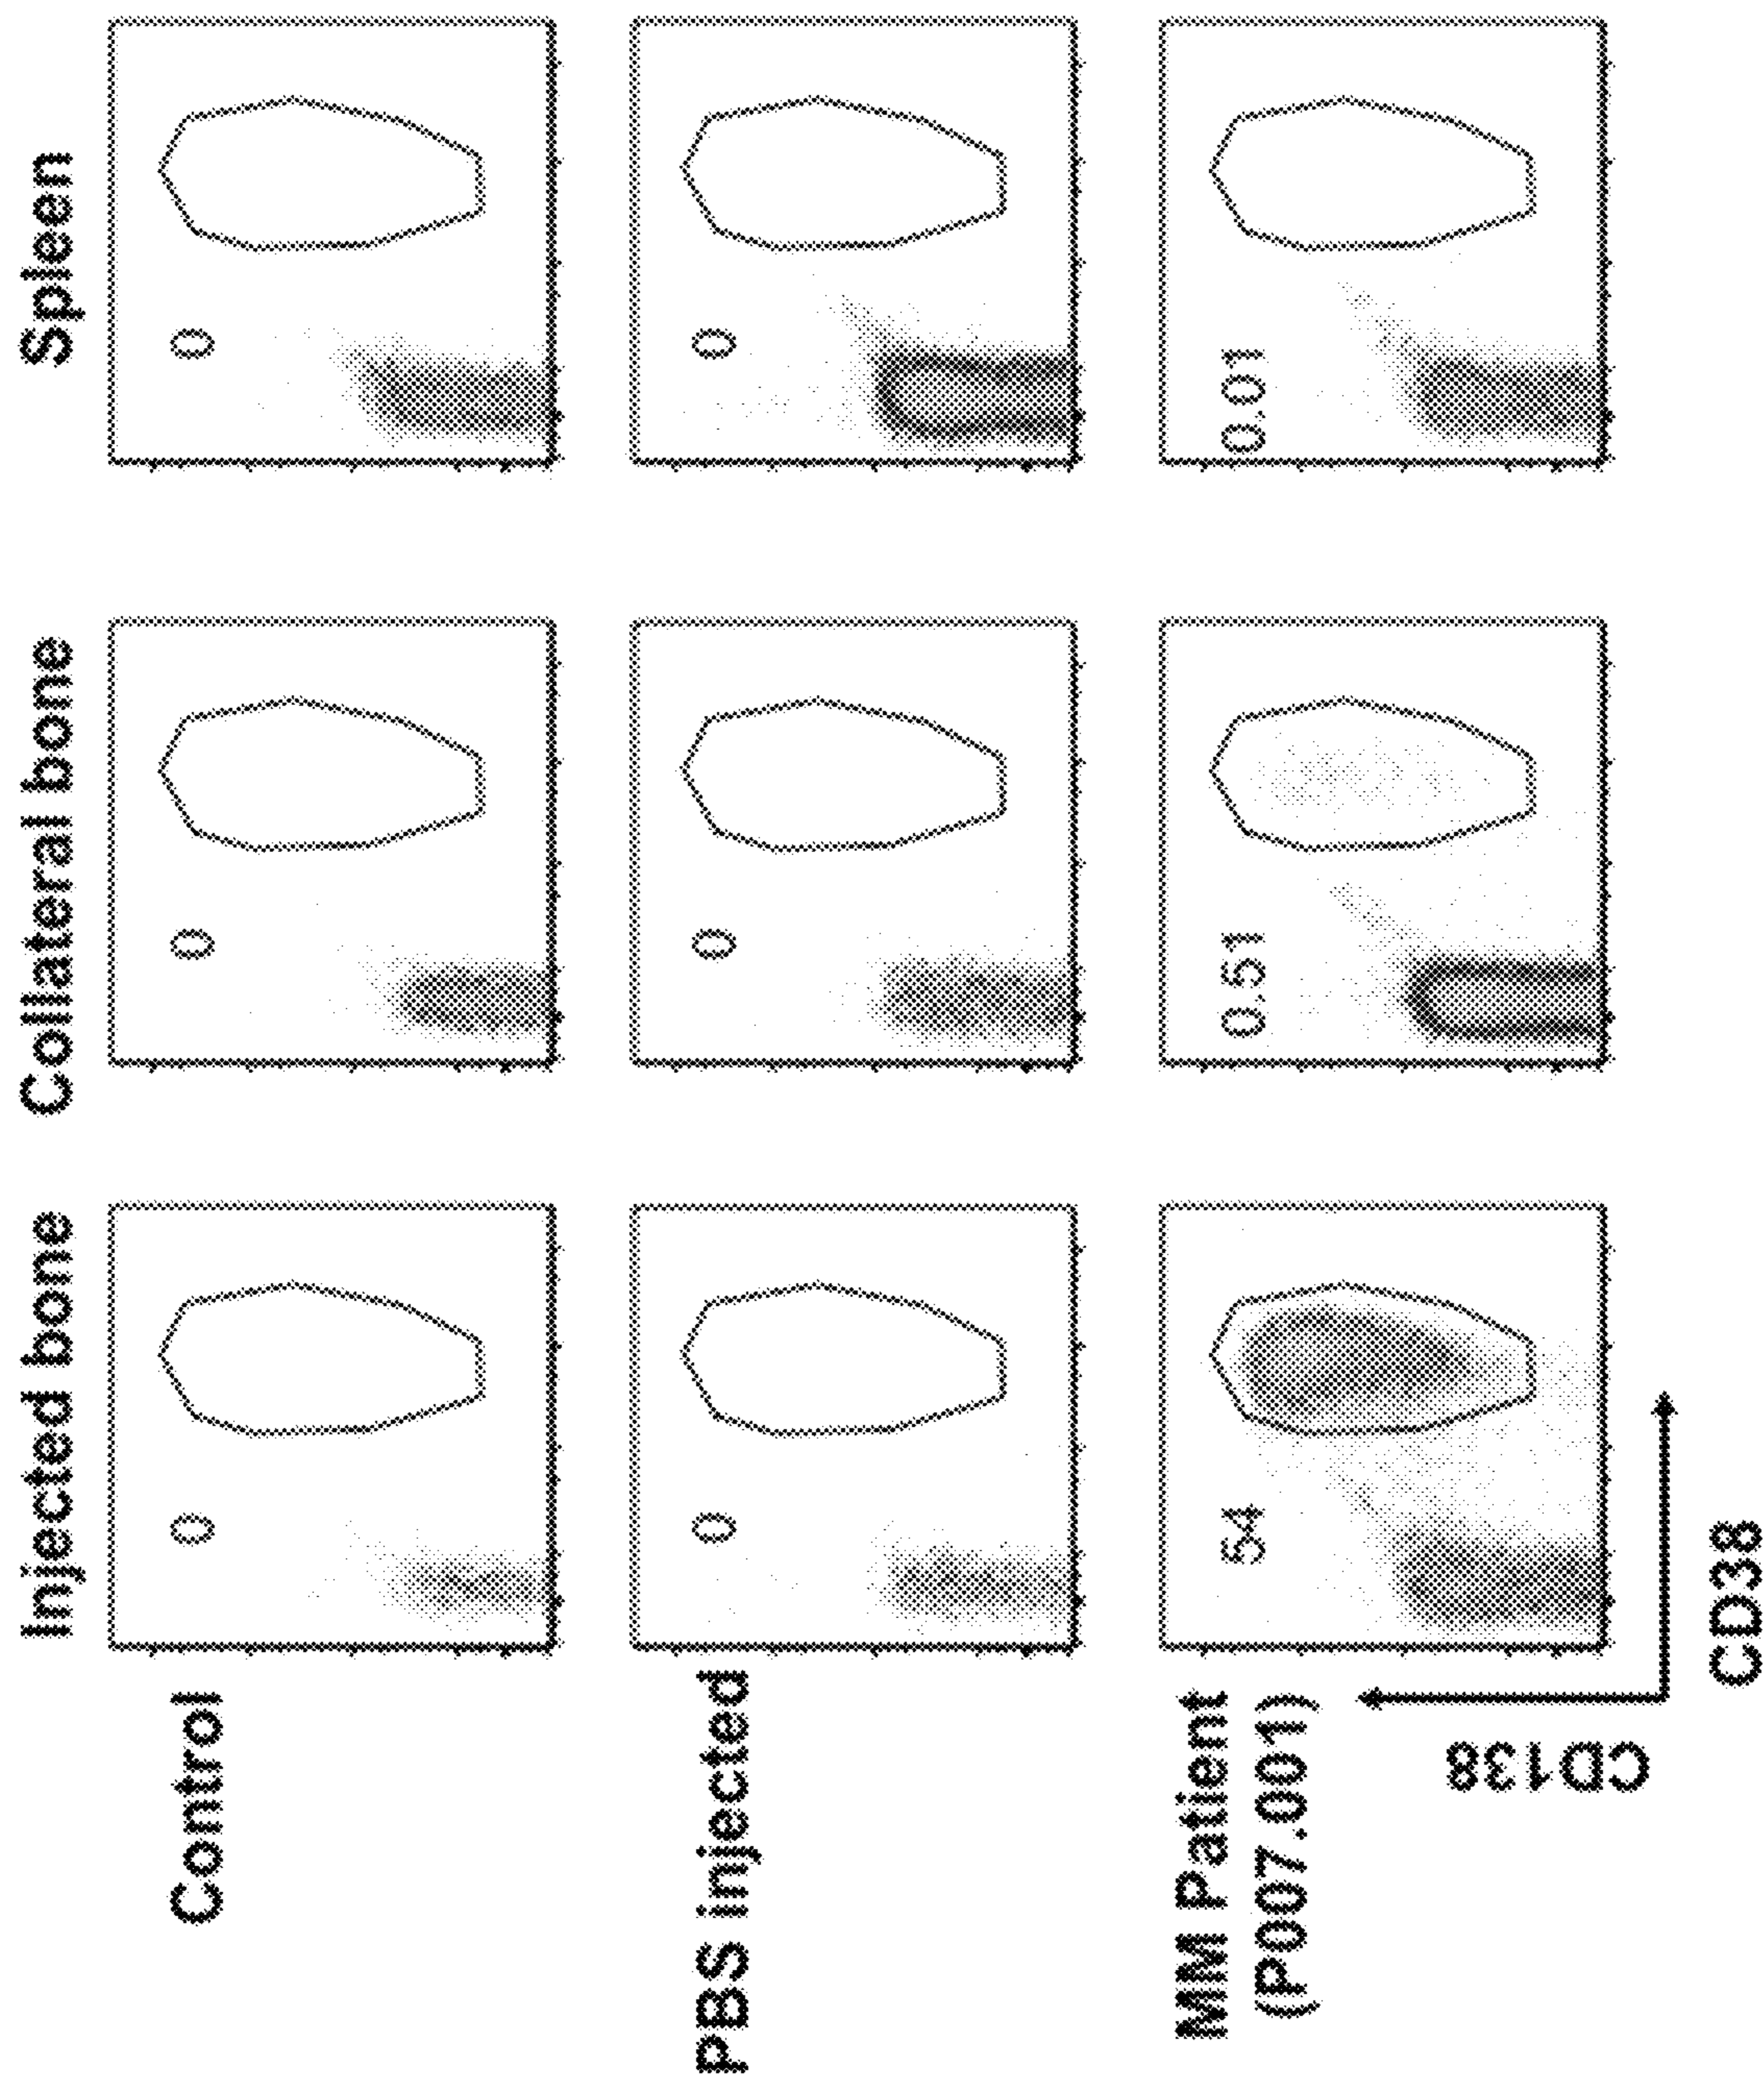 Injected bone
Collateral bone
Spleen
Control
0
0
0
PBS injected
0
0
0
MM Patient
(P007.001)
54
0.51
0.01
CD138
CD38